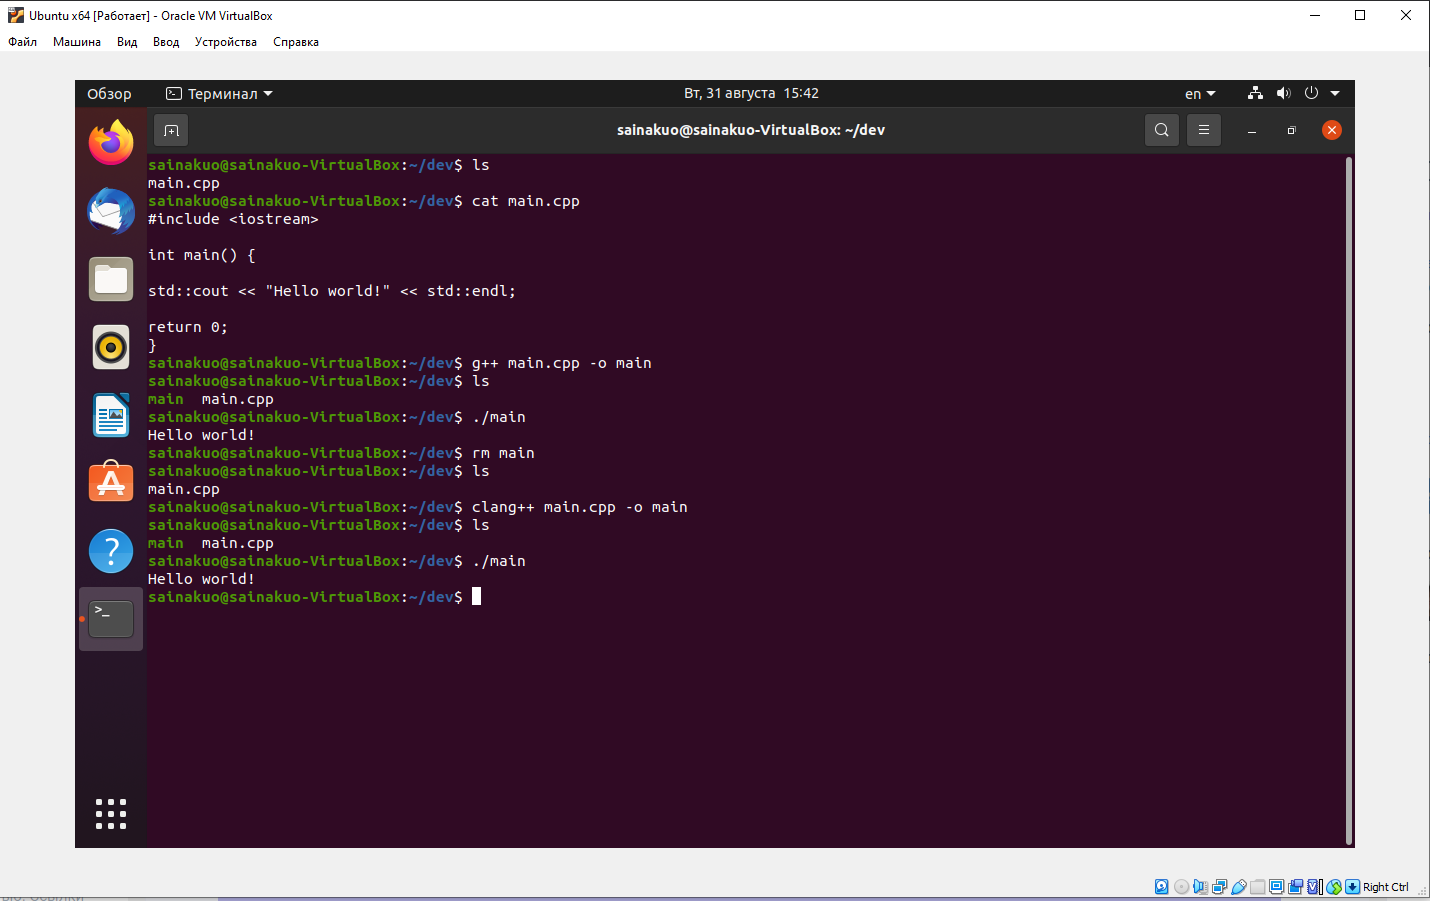 Ubuntu x64 [Работает] - Oracle VM VirtualBox
Файл Машина Вид Ввод Устройства Справка
Обзор Терминал Вт, 31 августа 15:42 en
sainakuo@sainakuo-VirtualBox: ~/dev
sainakuo@sainakuo-VirtualBox:~/dev$ ls
main.cpp
sainakuo@sainakuo-VirtualBox:~/dev$ cat main.cpp
#include <iostream>
int main() {
std::cout << "Hello world!" << std::endl;
return 0;
}
sainakuo@sainakuo-VirtualBox:~/dev$ g++ main.cpp -o main
sainakuo@sainakuo-VirtualBox:~/dev$ ls
main  main.cpp
sainakuo@sainakuo-VirtualBox:~/dev$ ./main
Hello world!
sainakuo@sainakuo-VirtualBox:~/dev$ rm main
sainakuo@sainakuo-VirtualBox:~/dev$ ls
main.cpp
sainakuo@sainakuo-VirtualBox:~/dev$ clang++ main.cpp -o main
sainakuo@sainakuo-VirtualBox:~/dev$ ls
main  main.cpp
sainakuo@sainakuo-VirtualBox:~/dev$ ./main
Hello world!
sainakuo@sainakuo-VirtualBox:~/dev$
Right Ctrl